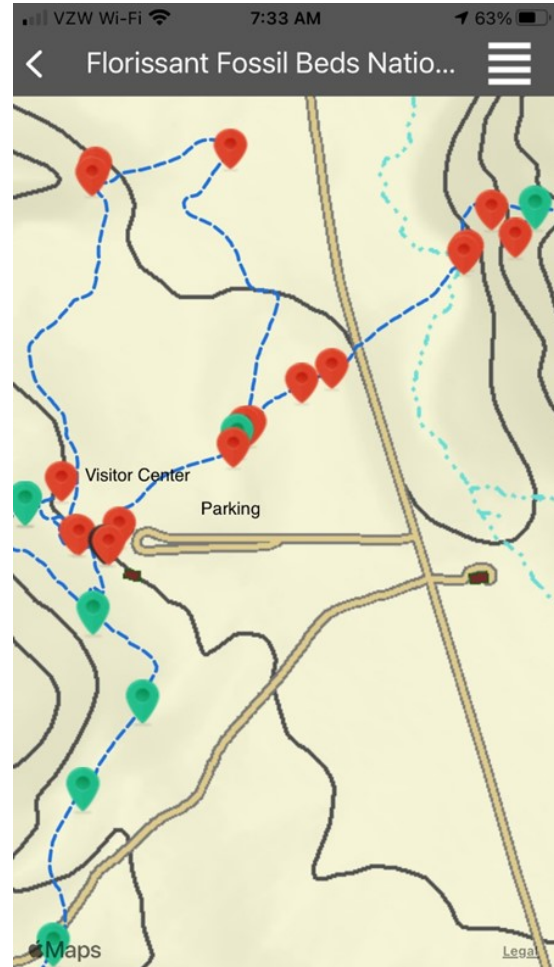 VZW Wi-Fi 7:33 AM 63%
Florissant Fossil Beds Natio...
Visitor Center
Parking
Maps
Legal